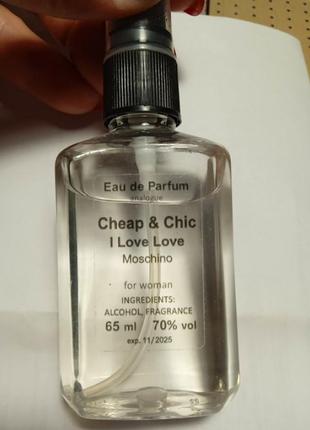 Eau de Parfum
analogue
Cheap & Chic
I Love Love
Moschino
for woman
INGREDIENTS:
ALCOHOL, FRAGRANCE
65 ml 70% vol
exp. 11/2025